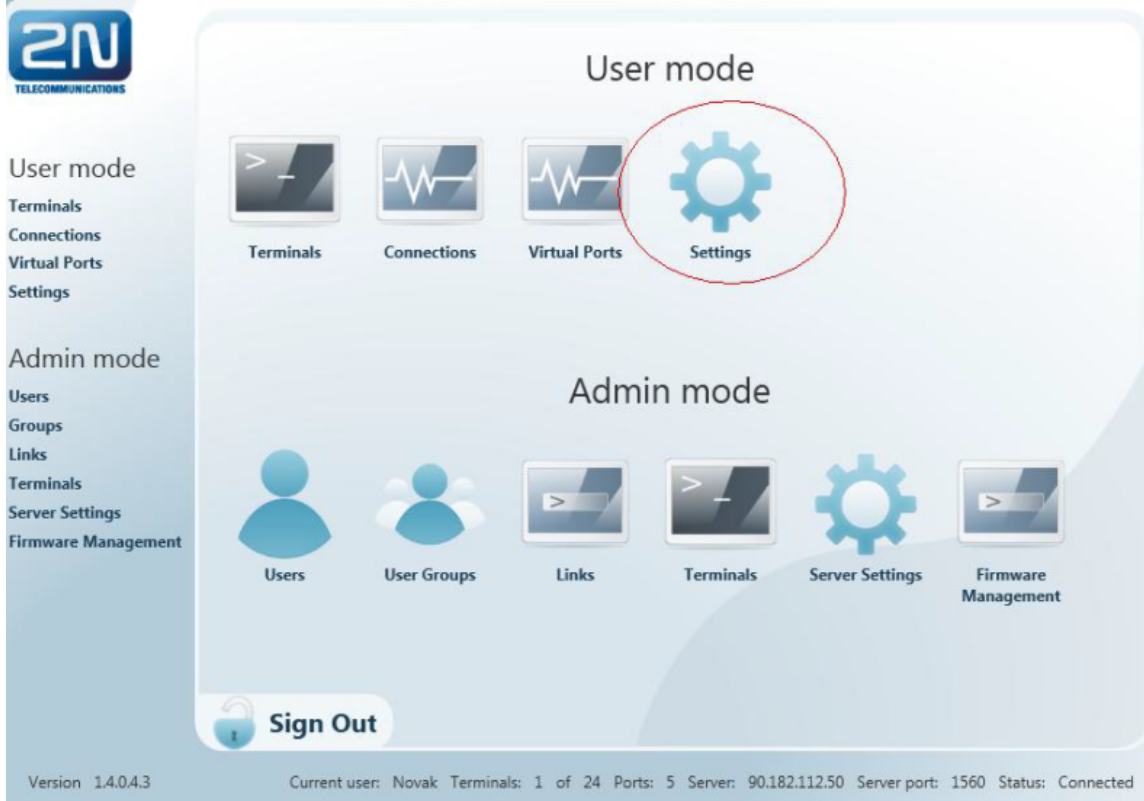 2N
TELECOMMUNICATIONS
User mode
Terminals
Connections
Virtual Ports
Settings
Admin mode
Users
Groups
Links
Terminals
Server Settings
Firmware Management
User mode
>_
Terminals
Connections
Virtual Ports
Settings
Admin mode
>
>_
>
Users
User Groups
Links
Terminals
Server Settings
Firmware
Management
Sign Out
Version 1.4.0.4.3
Current user: Novak Terminals: 1 of 24 Ports: 5 Server: 90.182.112.50 Server port: 1560 Status: Connected